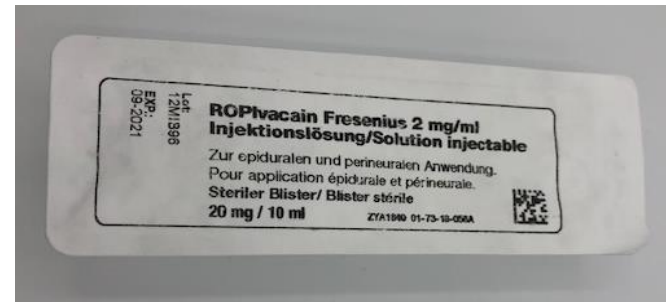 Lot:
12MI396
EXP.:
09-2021
ROPIvacain Fresenius 2 mg/ml
Injektionslösung/Solution injectable
Zur epiduralen und perineuralen Anwendung.
Pour application épidurale et périneurale.
Steriler Blister/ Blister stérile
20 mg / 10 ml